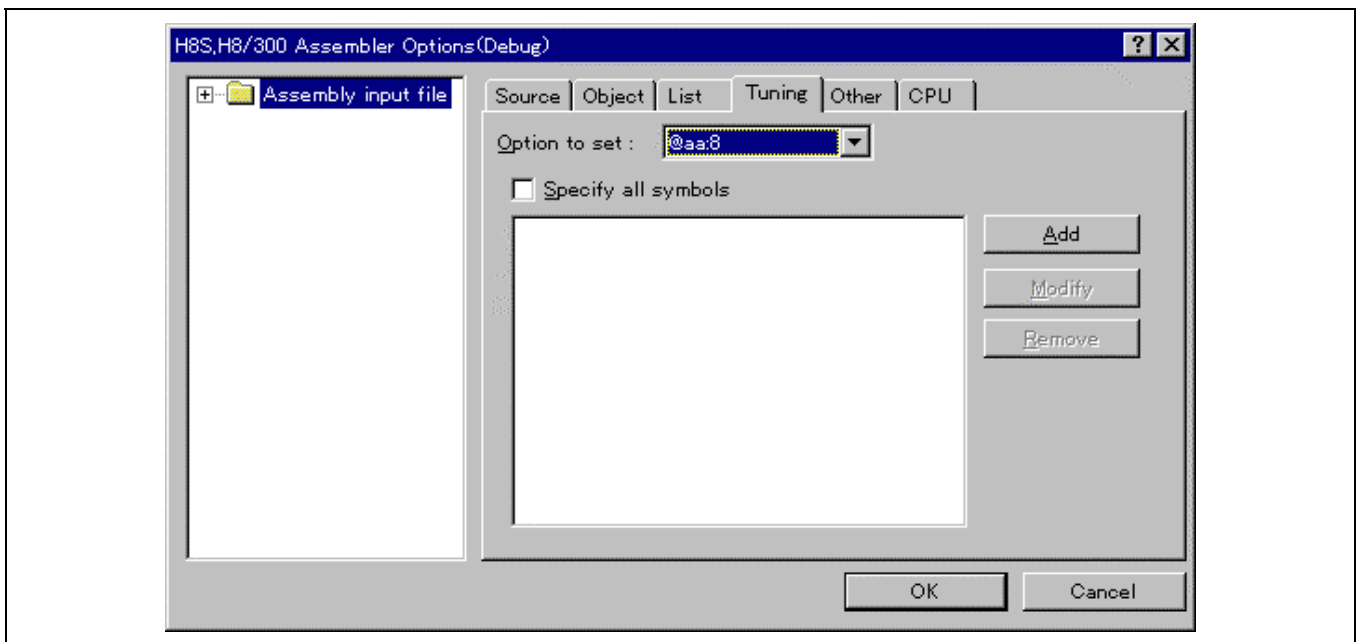 H8S,H8/300 Assembler Options(Debug)
Assembly input file
Source Object List Tuning Other CPU
Option to set : @aa:8
Specify all symbols
Add
Modify
Remove
OK Cancel